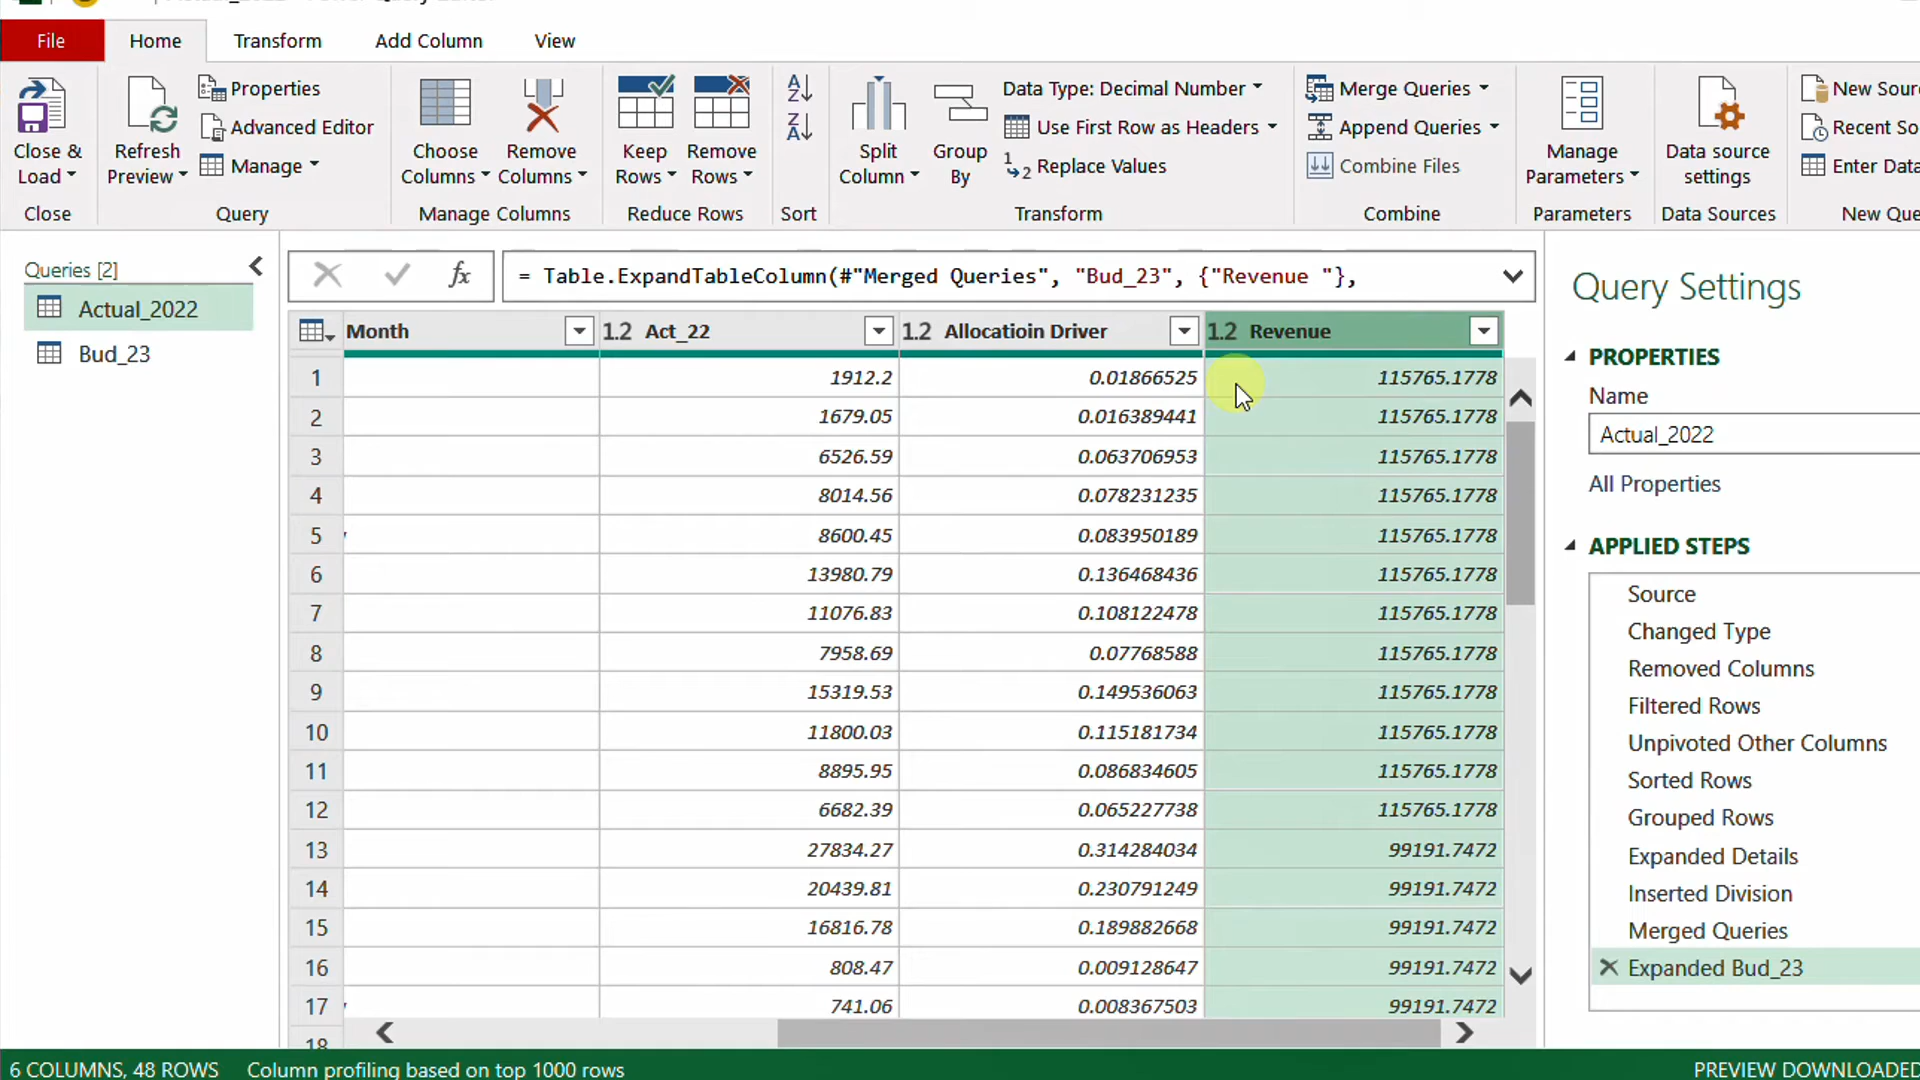 File Home Transform Add Column View
Close &
Load
Close
Refresh
Preview
Properties
Advanced Editor
Manage
Query
Choose
Columns
Remove
Columns
Manage Columns
Keep
Rows
Remove
Rows
Reduce Rows
A
Z
Z
A
Sort
Split
Column
Group
By
Data Type: Decimal Number
Use First Row as Headers
1
2 Replace Values
Transform
Merge Queries
Append Queries
Combine Files
Combine
Manage
Parameters
Parameters
Data source
settings
Data Sources
New
Recent
Enter
New
Queries [2]
Actual_2022
Bud_23
fx = Table.ExpandTableColumn(#"Merged Queries", "Bud_23", {"Revenue "},
Month 1.2 Act_22 1.2 Allocatioin Driver 1.2 Revenue
1 1912.2 0.01866525 115765.1778
2 1679.05 0.016389441 115765.1778
3 6526.59 0.063706953 115765.1778
4 8014.56 0.078231235 115765.1778
5 8600.45 0.083950189 115765.1778
6 13980.79 0.136468436 115765.1778
7 11076.83 0.108122478 115765.1778
8 7958.69 0.07768588 115765.1778
9 15319.53 0.149536063 115765.1778
10 11800.03 0.115181734 115765.1778
11 8895.95 0.086834605 115765.1778
12 6682.39 0.065227738 115765.1778
13 27834.27 0.314284034 99191.7472
14 20439.81 0.230791249 99191.7472
15 16816.78 0.189882668 99191.7472
16 808.47 0.009128647 99191.7472
17 741.06 0.008367503 99191.7472
18
Query Settings
PROPERTIES
Name
Actual_2022
All Properties
APPLIED STEPS
Source
Changed Type
Removed Columns
Filtered Rows
Unpivoted Other Columns
Sorted Rows
Grouped Rows
Expanded Details
Inserted Division
Merged Queries
Expanded Bud_23
6 COLUMNS, 48 ROWS Column profiling based on top 1000 rows PREVIEW DOWNLOADED